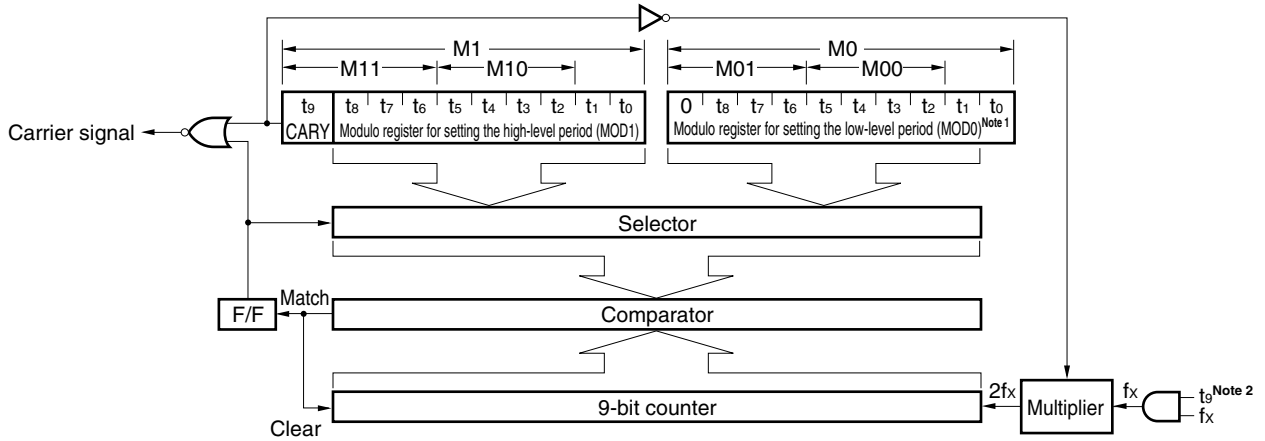 M1 M0
M11 M10 M01 M00
t9 t8 t7 t6 t5 t4 t3 t2 t1 t0 0 t8 t7 t6 t5 t4 t3 t2 t1 t0
Carrier signal CARY Modulo register for setting the high-level period (MOD1) Modulo register for setting the low-level period (MOD0)Note 1
Selector
Match
F/F Comparator
2fx fx t9Note 2
9-bit counter Multiplier fx
Clear